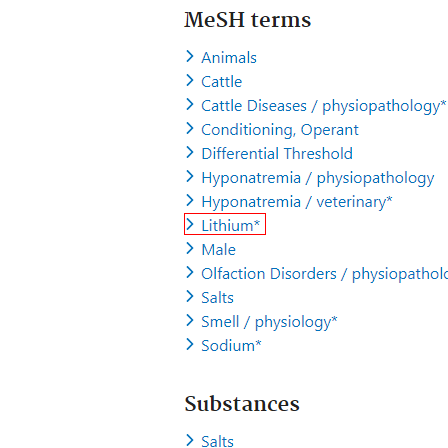 MeSH terms
Animals
Cattle
Cattle Diseases / physiopathology*
Conditioning, Operant
Differential Threshold
Hyponatremia / physiopathology
Hyponatremia / veterinary*
Lithium*
Male
Olfaction Disorders / physiopatholo
Salts
Smell / physiology*
Sodium*
Substances
Salts